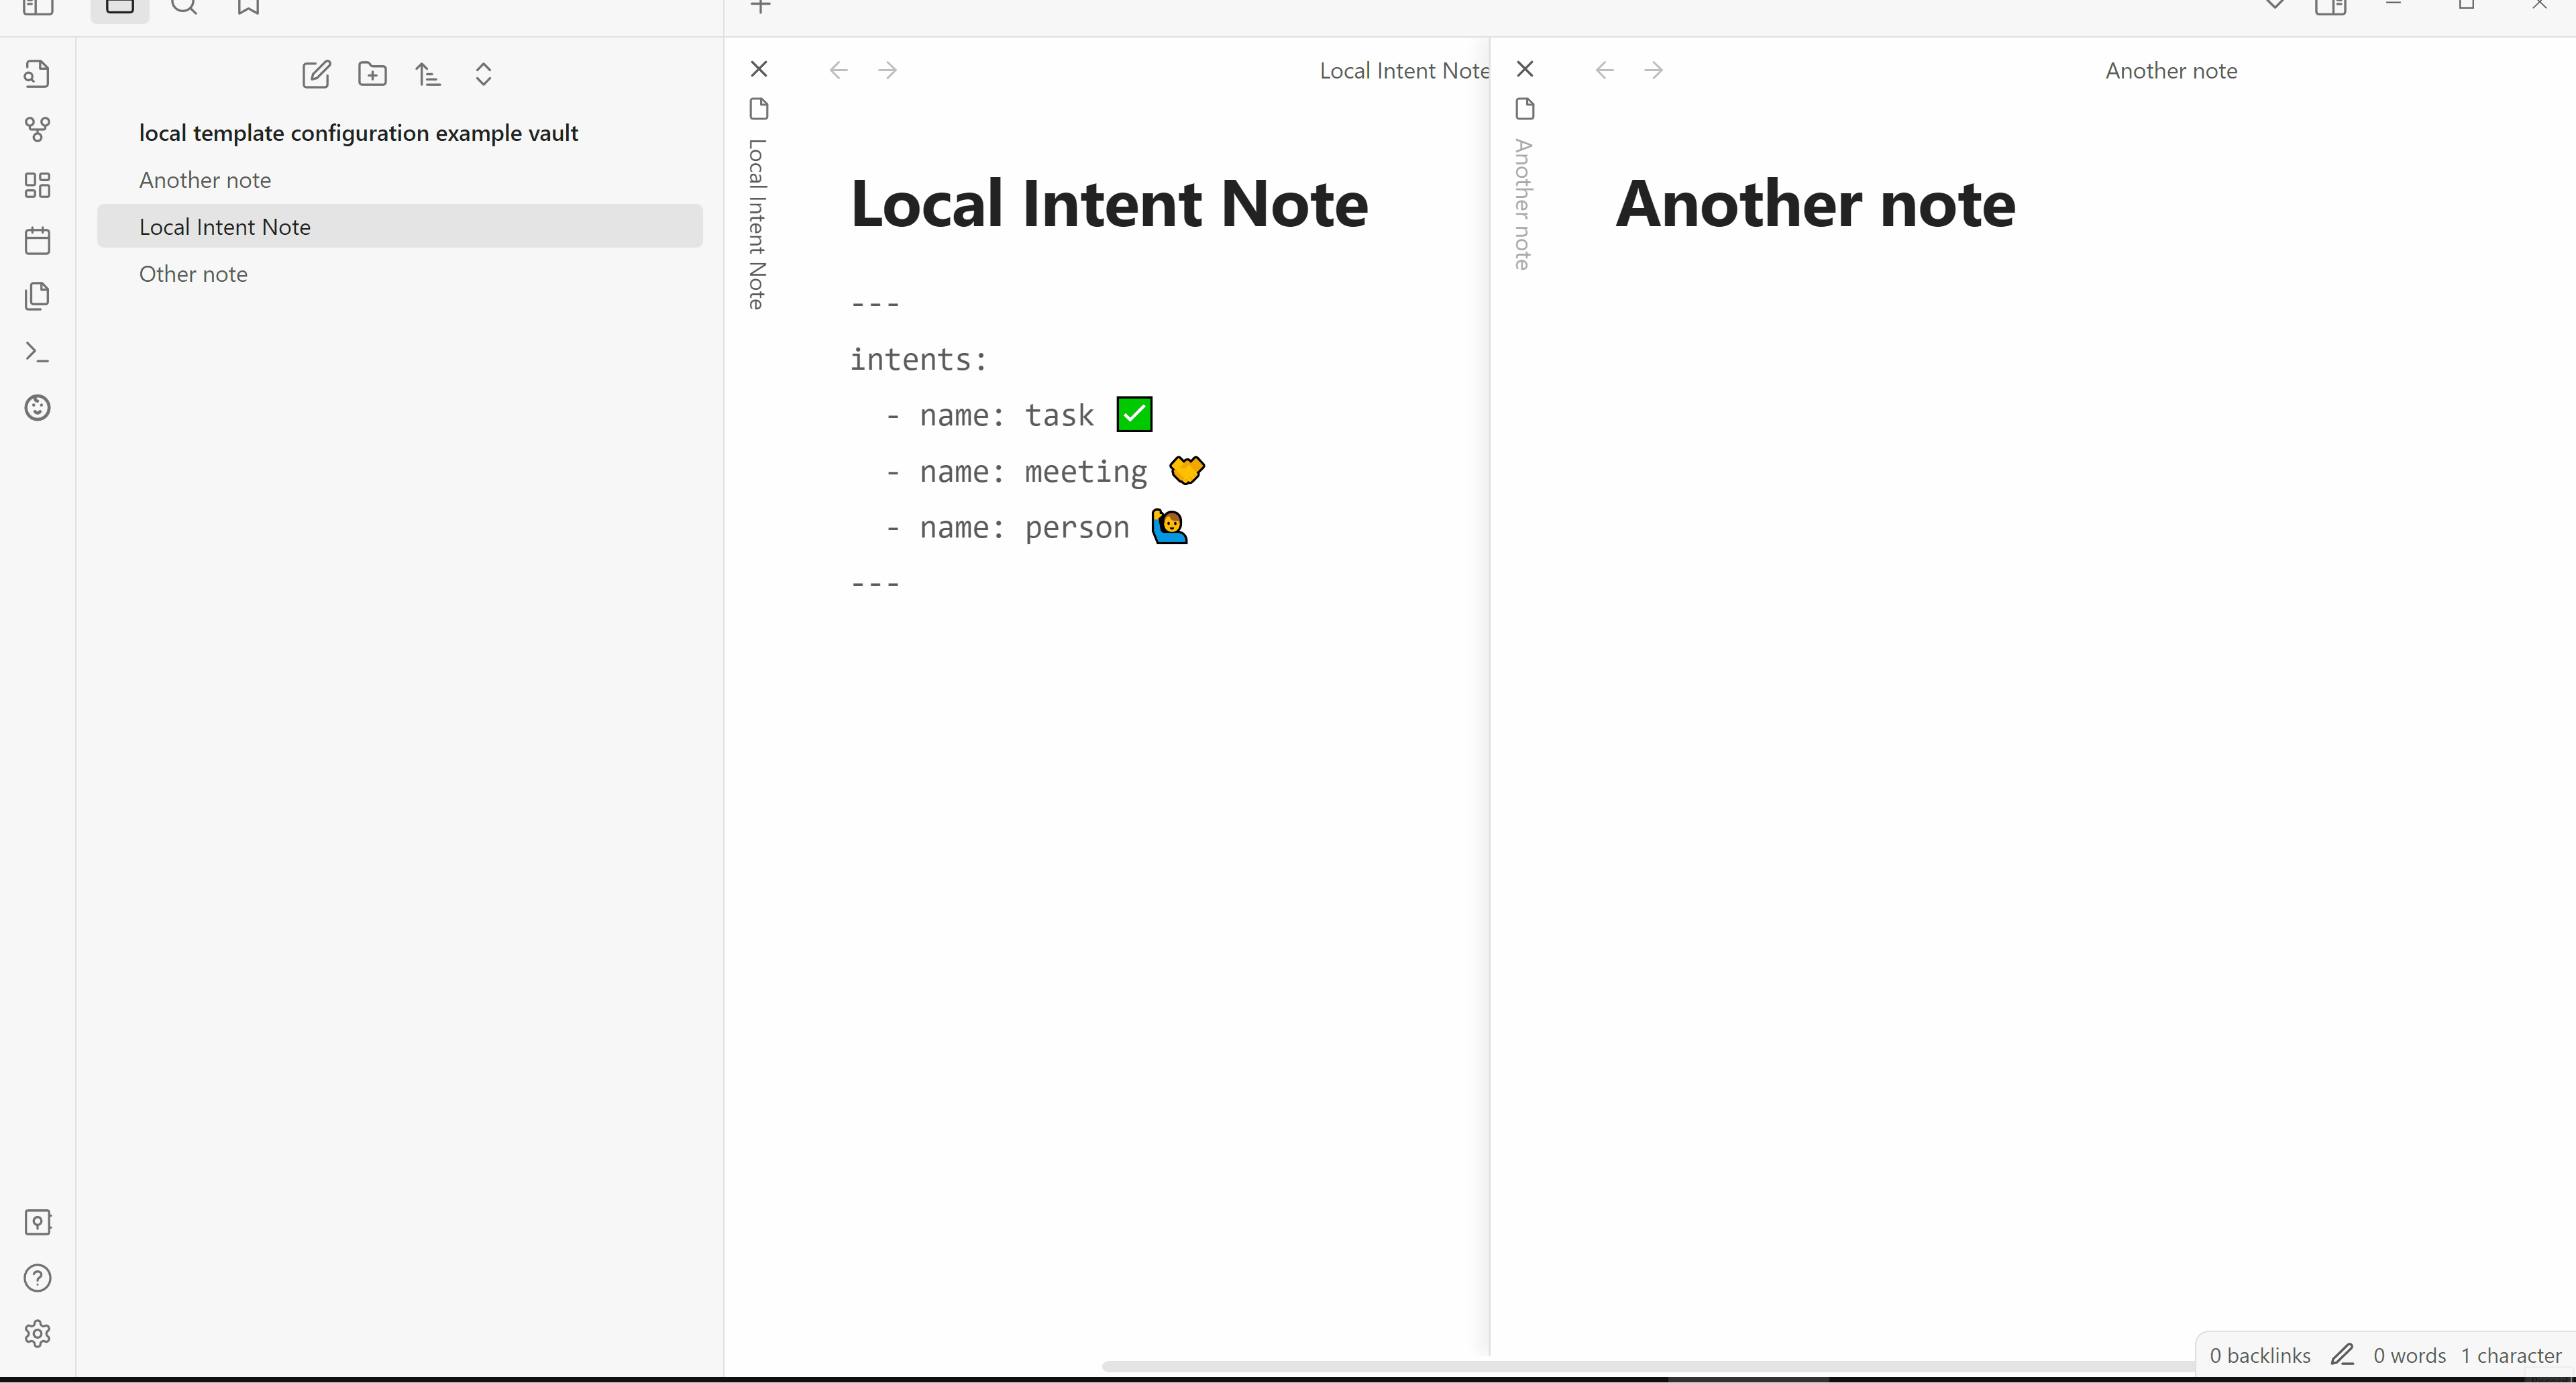 local template configuration example vault
Another note
Local Intent Note
Other note
Local Intent Note
Local Intent Note
Local Intent Note
---
intents:
  - name: task ✅
  - name: meeting 🤝
  - name: person 🙋‍♂️
---
Another note
Another note
Another note
0 backlinks 0 words 1 character